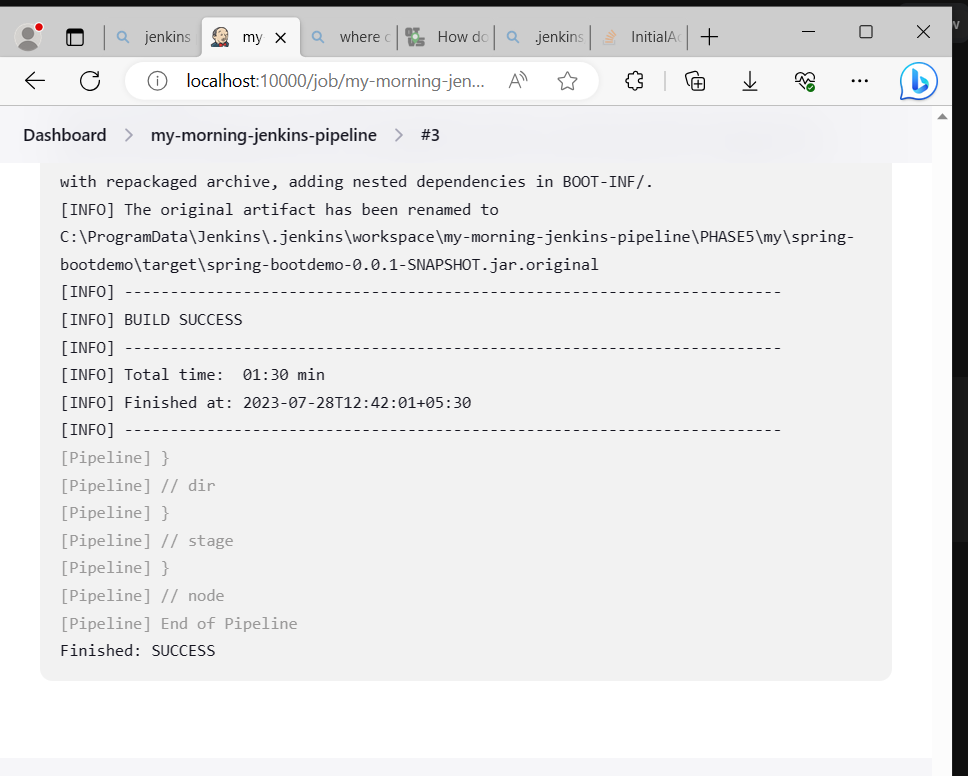 jenkins
my
where c
How do
.jenkins
InitialAd
localhost:10000/job/my-morning-jen...
Dashboard > my-morning-jenkins-pipeline > #3
with repackaged archive, adding nested dependencies in BOOT-INF/.
[INFO] The original artifact has been renamed to
C:\ProgramData\Jenkins\.jenkins\workspace\my-morning-jenkins-pipeline\PHASE5\my\spring-
bootdemo\target\spring-bootdemo-0.0.1-SNAPSHOT.jar.original
[INFO] ------------------------------------------------------------------------
[INFO] BUILD SUCCESS
[INFO] ------------------------------------------------------------------------
[INFO] Total time:  01:30 min
[INFO] Finished at: 2023-07-28T12:42:01+05:30
[INFO] ------------------------------------------------------------------------
[Pipeline] }
[Pipeline] // dir
[Pipeline] }
[Pipeline] // stage
[Pipeline] }
[Pipeline] // node
[Pipeline] End of Pipeline
Finished: SUCCESS